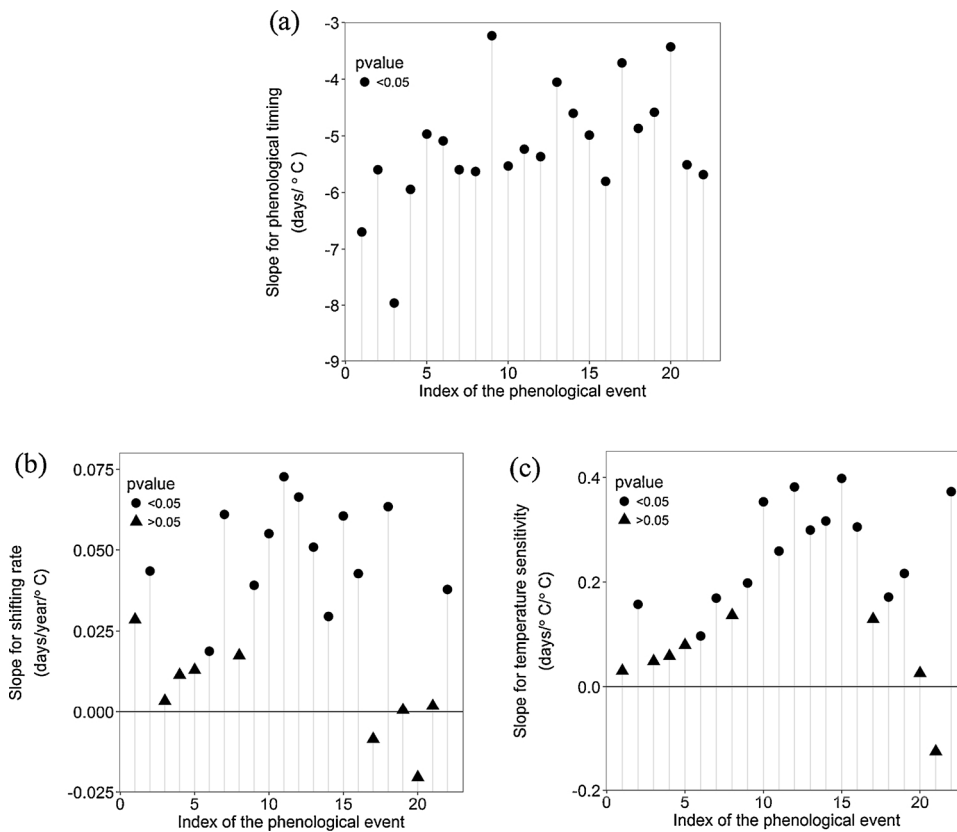 (a)
-3
-4
-5
-6
-7
-8
-9
Slope for phenological timing
(days/ ° C)
pvalue
<0.05
0 5 10 15 20
Index of the phenological event
(b)
0.075
0.050
0.025
0.000
-0.025
Slope for shifting rate
(days/year/° C)
pvalue
<0.05
>0.05
0 5 10 15 20
Index of the phenological event
(c)
0.4
0.2
0.0
-0.2
Slope for temperature sensitivity
(days/° C/° C)
pvalue
<0.05
>0.05
0 5 10 15 20
Index of the phenological event